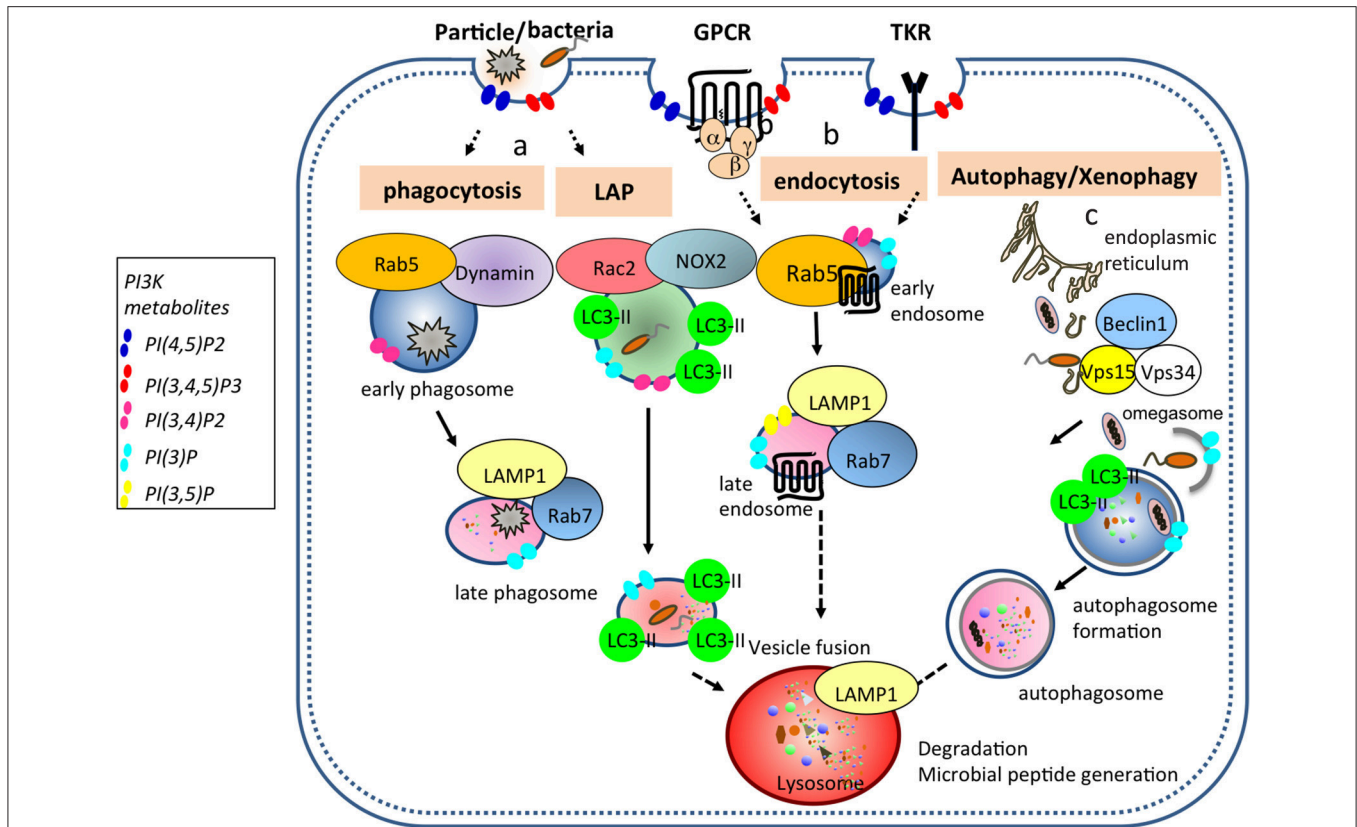 Particle/bacteria
GPCR
TKR
a
b
b
α
γ
β
phagocytosis
LAP
endocytosis
Autophagy/Xenophagy
c
endoplasmic
reticulum
PI3K
metabolites
PI(4,5)P2
PI(3,4,5)P3
PI(3,4)P2
PI(3)P
PI(3,5)P
Rab5
Dynamin
early phagosome
LAMP1
Rab7
late phagosome
Rac2
NOX2
LC3-II
LC3-II
LC3-II
LC3-II
LC3-II
LC3-II
Rab5
early
endosome
LAMP1
Rab7
late
endosome
Beclin1
Vps15
Vps34
omegasome
LC3-II
LC3-II
autophagosome
formation
autophagosome
Vesicle fusion
LAMP1
Lysosome
Degradation
Microbial peptide generation